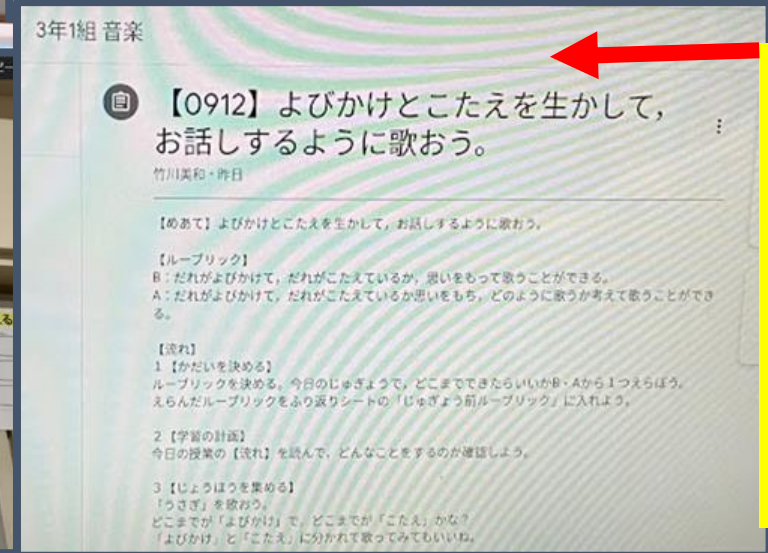 3年1組 音楽
【0912】よびかけとこたえを生かして，
お話しするように歌おう。
竹川美和・昨日
【めあて】よびかけとこたえを生かして，お話しするように歌おう。
【ルーブリック】
B：だれがよびかけて，だれがこたえているか，思いをもって歌うことができる。
A：だれがよびかけて，だれがこたえているか思いをもち，どのように歌うか考えて歌うことができ
る。
【流れ】
1【かだいを決める】
ルーブリックを決める。今日のじゅぎょうで，どこまでできたらいいかB・Aから1つえらぼう。
えらんだルーブリックをふり返りシートの「じゅぎょう前ルーブリック」に入れよう。
2【学習の計画】
今日の授業の【流れ】を読んで，どんなことをするのか確認しよう。
3【じょうほうを集める】
「うさぎ」を歌おう。
どこまでが「よびかけ」で，どこまでが「こたえ」かな？
「よびかけ」と「こたえ」に分かれて歌ってみてもいいね。